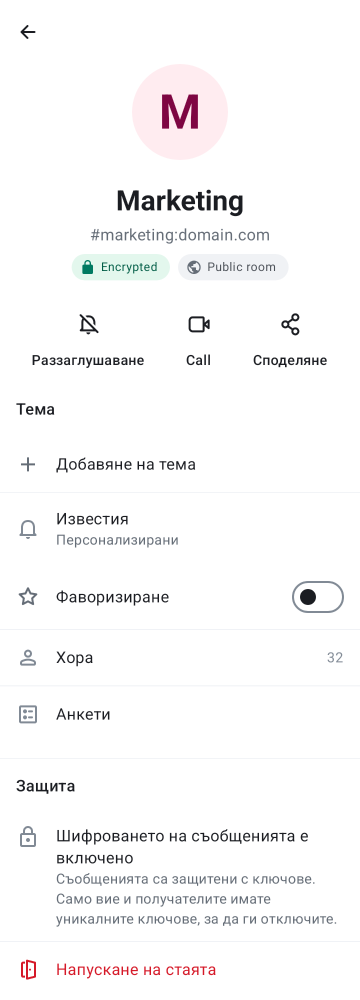 M
Marketing
#marketing:domain.com
Encrypted
Public room
Раззаглушаване
Call
Споделяне
Тема
Добавяне на тема
Известия
Персонализирани
Фаворизиране
Хора
32
Анкети
Защита
Шифроването на съобщенията е
включено
Съобщенията са защитени с ключове.
Само вие и получателите имате
уникалните ключове, за да ги отключите.
Напускане на стаята